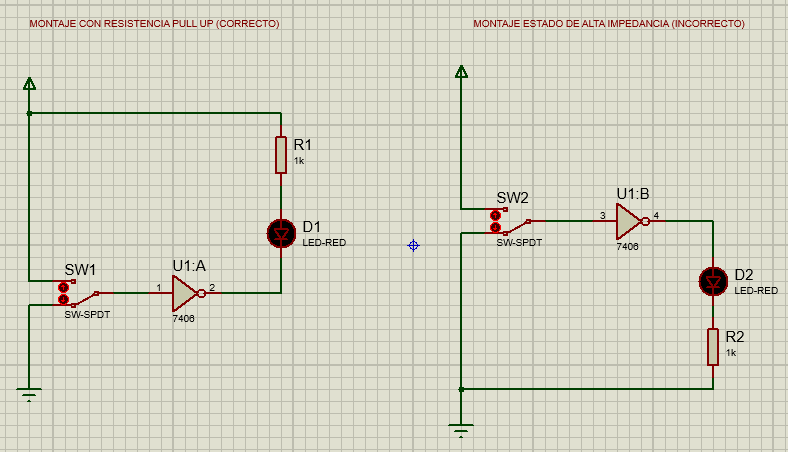 MONTAJE CON RESISTENCIA PULL UP (CORRECTO)
MONTAJE ESTADO DE ALTA IMPEDANCIA (INCORRECTO)
R1
1k
D1
LED-RED
SW1
SW-SPDT
U1:A
1
2
7406
SW2
SW-SPDT
U1:B
3
4
7406
D2
LED-RED
R2
1k